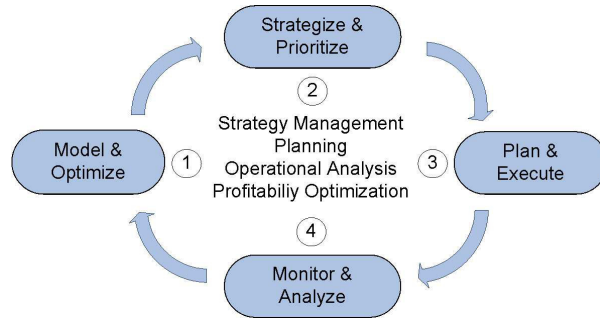 Strategize &
Prioritize
2
Strategy Management
Planning
Operational Analysis
Profitabiliy Optimization
Model &
Optimize
1
3
Plan &
Execute
4
Monitor &
Analyze